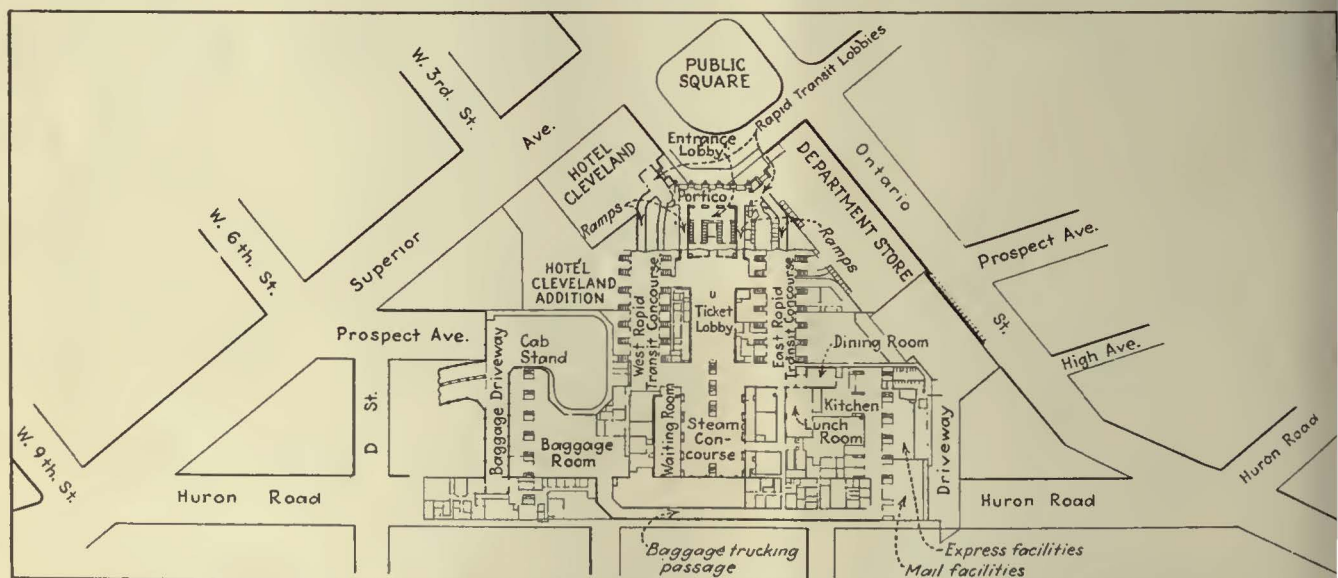 PUBLIC
SQUARE
Rapid Transit Lobbies
W. 3rd. St.
Ave.
Entrance
Lobby
HOTEL
CLEVELAND
Portico
DEPARTMENT STORE
Ontario
Ramps
Ramps
W. 6th. St.
Superior
HOTEL
CLEVELAND
ADDITION
Prospect Ave.
West Rapid
Transit Concourse
Ticket
Lobby
East Rapid
Transit Concourse
St.
Prospect Ave.
Cab
Stand
Dining Room
High Ave.
D St.
Baggage Driveway
Baggage
Room
Waiting Room
Steam
Con-
course
Kitchen
Lunch
Room
Driveway
W. 9th. St.
Huron Road
Huron Road
Huron Road
Baggage trucking
passage
Express facilities
Mail facilities